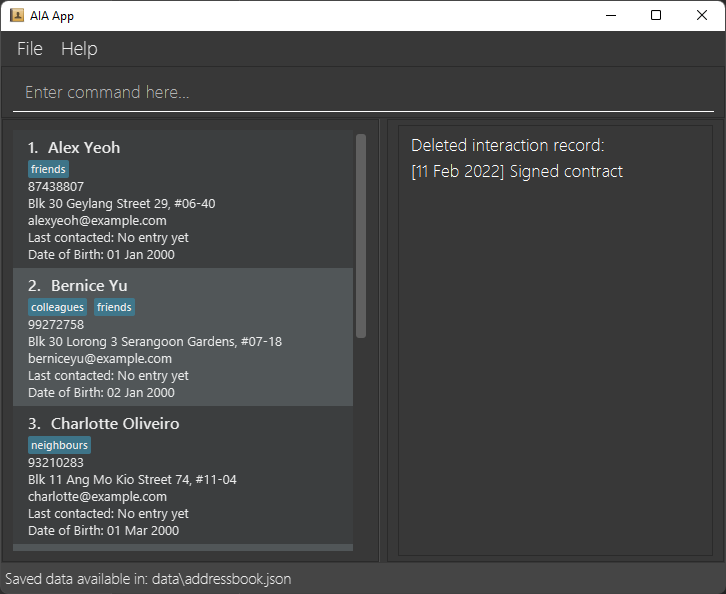 AIA App
File Help
Enter command here...
1. Alex Yeoh
friends
87438807
Blk 30 Geylang Street 29, #06-40
alexyeoh@example.com
Last contacted: No entry yet
Date of Birth: 01 Jan 2000
2. Bernice Yu
colleagues friends
99272758
Blk 30 Lorong 3 Serangoon Gardens, #07-18
berniceyu@example.com
Last contacted: No entry yet
Date of Birth: 02 Jan 2000
3. Charlotte Oliveiro
neighbours
93210283
Blk 11 Ang Mo Kio Street 74, #11-04
charlotte@example.com
Last contacted: No entry yet
Date of Birth: 01 Mar 2000
Deleted interaction record:
[11 Feb 2022] Signed contract
Saved data available in: data\addressbook.json